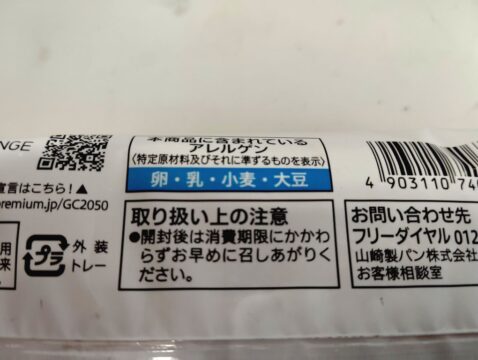 NGE
宣言はこちら!▲
remium.jp/GC2050
プラ
外装
トレー
本商品に含まれている
アレルゲン
〈特定原材料及びそれに準ずるものを表示〉
卵・乳・小麦・大豆
取り扱い上の注意
●開封後は消費期限にかかわ
らずお早めに召しあがりく
ださい。
4 903110 74
お問い合わせ先
フリーダイヤル 012
山崎製パン株式会社
お客様相談室